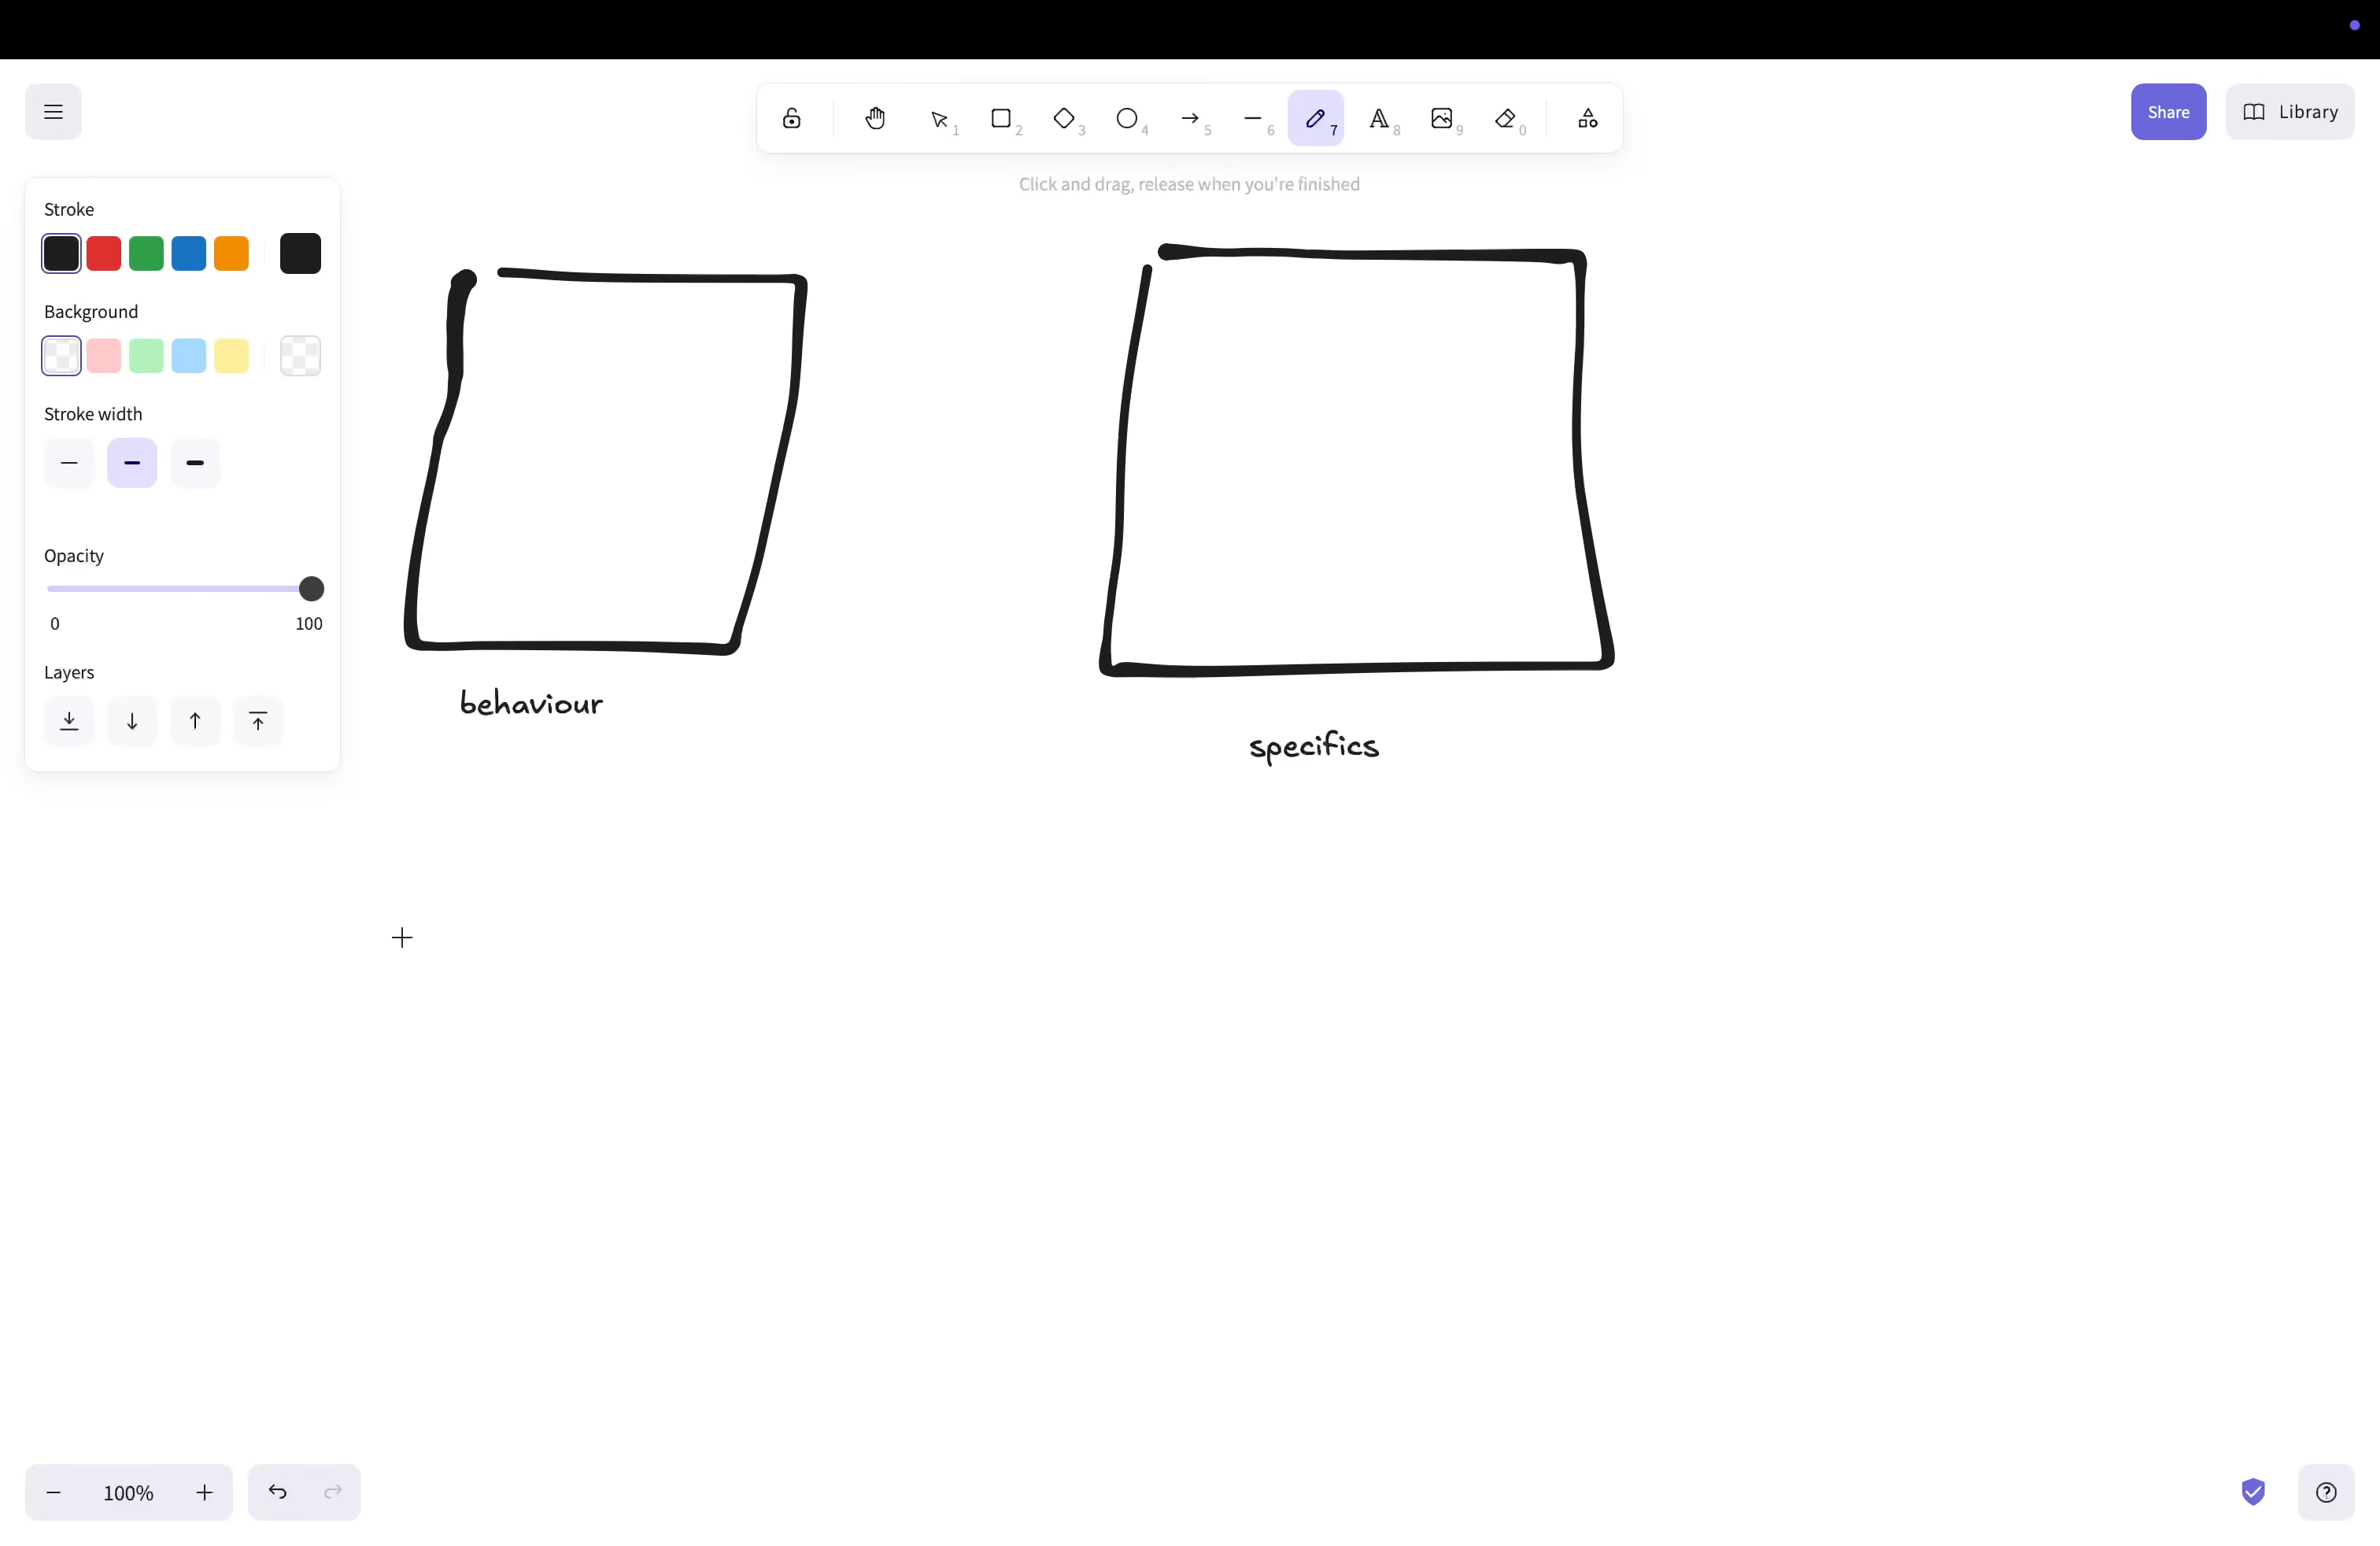 1
2
3
4
5
6
7
8
9
0
Share
Library
Click and drag, release when you're finished
Stroke
Background
Stroke width
Opacity
0 100
Layers
behaviour
specifics
100%